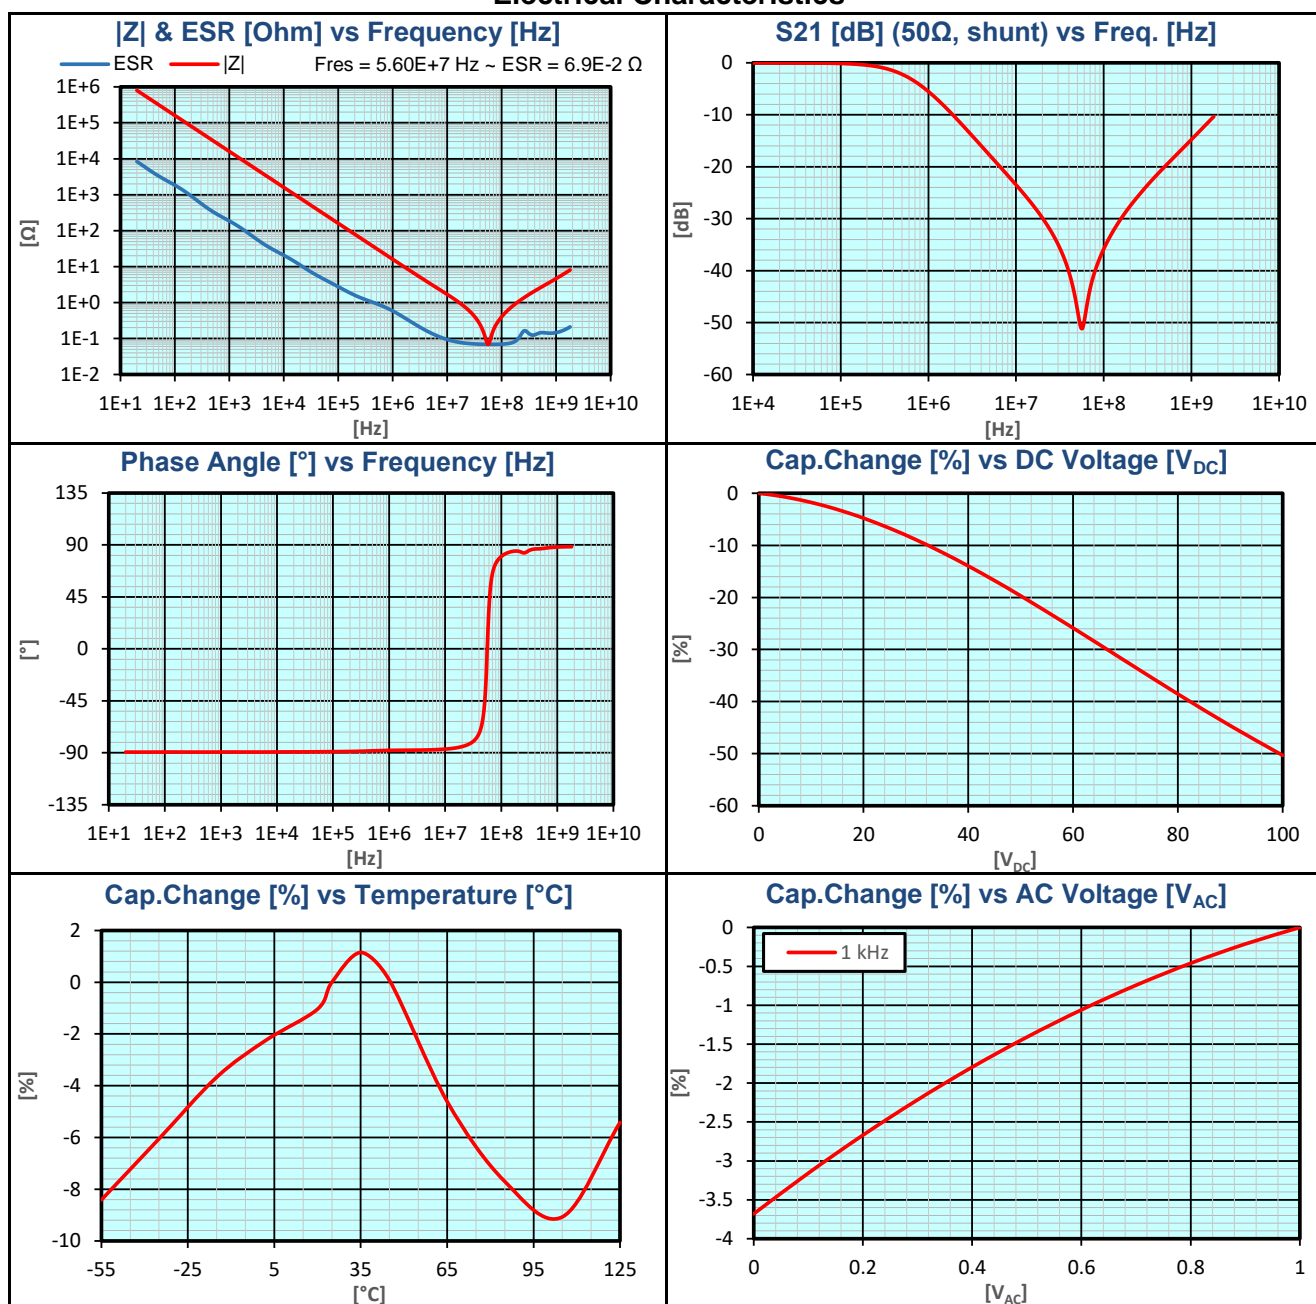 Electrical Characteristics
|Z| & ESR [Ohm] vs Frequency [Hz]
ESR |Z| Fres = 5.60E+7 Hz ~ ESR = 6.9E-2 Ω
1E+6
1E+5
1E+4
1E+3
1E+2
1E+1
1E+0
1E-1
1E-2
[Ω]
1E+1 1E+2 1E+3 1E+4 1E+5 1E+6 1E+7 1E+8 1E+9 1E+10
[Hz]
S21 [dB] (50Ω, shunt) vs Freq. [Hz]
0
-10
-20
-30
-40
-50
-60
[dB]
1E+4 1E+5 1E+6 1E+7 1E+8 1E+9 1E+10
[Hz]
Phase Angle [°] vs Frequency [Hz]
135
90
45
0
-45
-90
-135
[°]
1E+1 1E+2 1E+3 1E+4 1E+5 1E+6 1E+7 1E+8 1E+9 1E+10
[Hz]
Cap.Change [%] vs DC Voltage [VDC]
0
-10
-20
-30
-40
-50
-60
[%]
0 20 40 60 80 100
[VDC]
Cap.Change [%] vs Temperature [°C]
2
0
-2
-4
-6
-8
-10
[%]
-55 -25 5 35 65 95 125
[°C]
Cap.Change [%] vs AC Voltage [VAC]
1 kHz
0
-0.5
-1
-1.5
-2
-2.5
-3
-3.5
-4
[%]
0 0.2 0.4 0.6 0.8 1
[VAC]